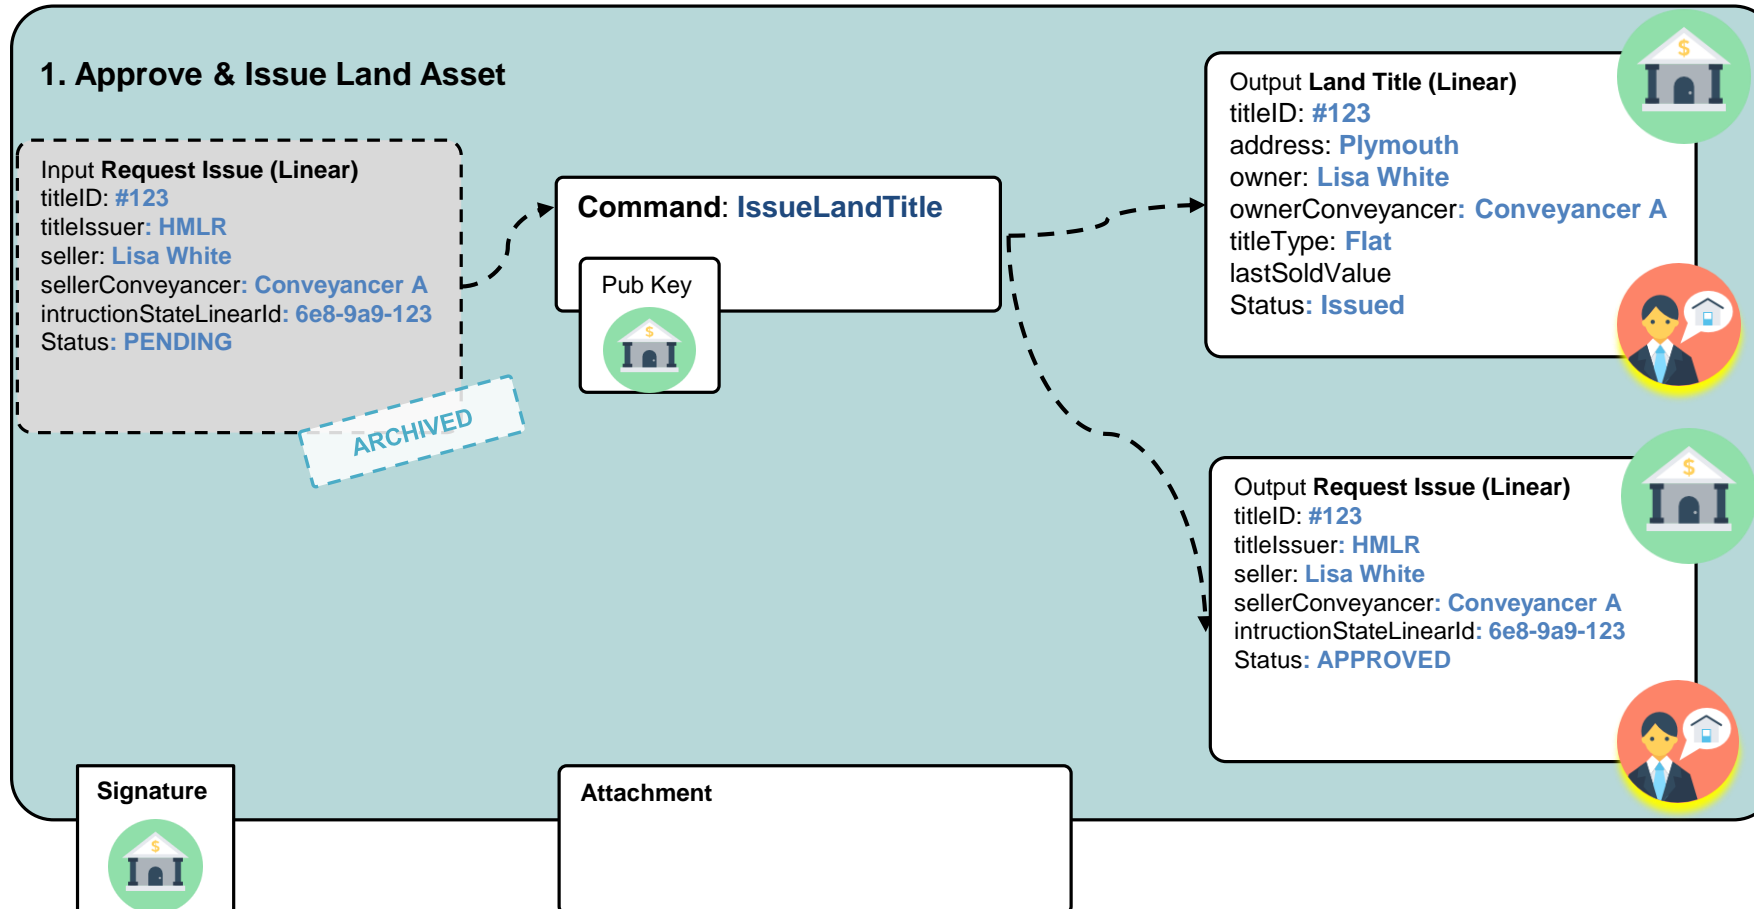 1. Approve & Issue Land Asset
Input Request Issue (Linear)
titleID: #123
titleIssuer: HMLR
seller: Lisa White
sellerConveyancer: Conveyancer A
intructionStateLinearId: 6e8-9a9-123
Status: PENDING
ARCHIVED
Command: IssueLandTitle
Pub Key
$
Output Land Title (Linear)
titleID: #123
address: Plymouth
owner: Lisa White
ownerConveyancer: Conveyancer A
titleType: Flat
lastSoldValue
Status: Issued
$
Output Request Issue (Linear)
titleID: #123
titleIssuer: HMLR
seller: Lisa White
sellerConveyancer: Conveyancer A
intructionStateLinearId: 6e8-9a9-123
Status: APPROVED
$
Signature
$
Attachment